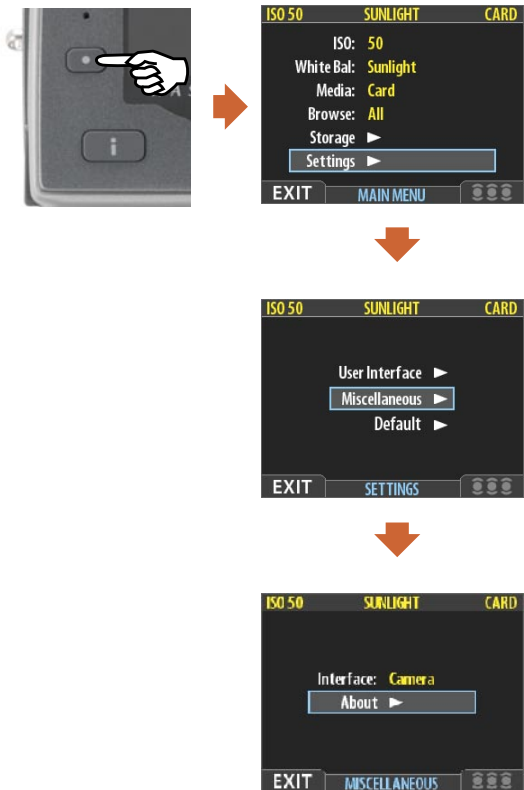 A S
i
ISO 50 SUNLIGHT CARD
ISO: 50
White Bal: Sunlight
Media: Card
Browse: All
Storage ►
Settings ►
EXIT MAIN MENU
ISO 50 SUNLIGHT CARD
User Interface ►
Miscellaneous ►
Default ►
EXIT SETTINGS
ISO 50 SUNLIGHT CARD
Interface: Camera
About ►
EXIT MISCELLANEOUS